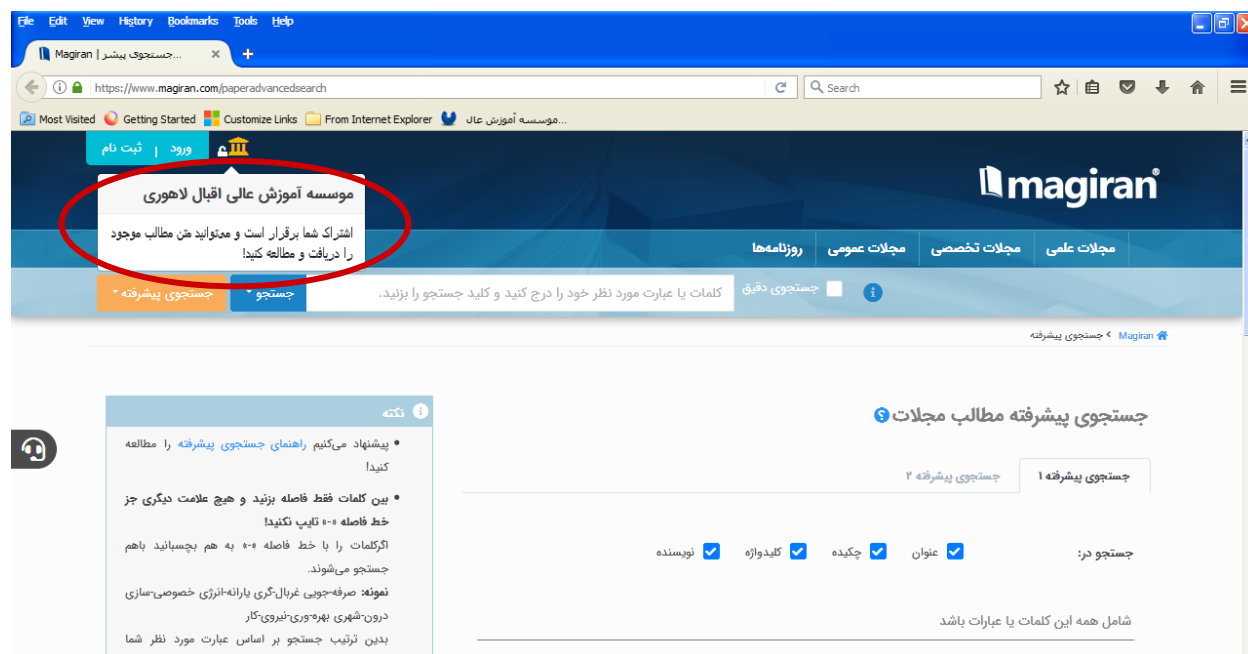 File Edit View History Bookmarks Tools Help
جستجوی پیشر | Magiran...
https://www.magiran.com/paperadvancedsearch
Search
Most Visited Getting Started Customize Links From Internet Explorer موسسه آموزش عال...
ورود | ثبت نام
magiran
موسسه آموزش عالی اقبال لاهوری
اشتراک شما برقرار است و می‌توانید متن مطالب موجود
را دریافت و مطالعه کنید!
مجلات علمی مجلات تخصصی مجلات عمومی روزنامه‌ها
جستجوی دقیق کلمات یا عبارت مورد نظر خود را درج کنید و کلید جستجو را بزنید. جستجو جستجوی پیشرفته
Magiran > جستجوی پیشرفته
جستجوی پیشرفته مطالب مجلات
جستجوی پیشرفته ۱ جستجوی پیشرفته ۲
جستجو در: عنوان چکیده کلیدواژه نویسنده
شامل همه این کلمات یا عبارات باشد
نکته
• پیشنهاد می‌کنیم راهنمای جستجوی پیشرفته را مطالعه
کنید!
• بین کلمات فقط فاصله بزنید و هیچ علامت دیگری جز
خط فاصله «-» تایپ نکنید!
اگرکلمات را با خط فاصله «-» به هم بچسبانید باهم
جستجو می‌شوند.
نمونه: صرفه-جویی غربال-گری یارانه-انرژی خصوصی-سازی
درون-شهری بهره-وری-نیروی-کار
بدین ترتیب جستجو بر اساس عبارت مورد نظر شما